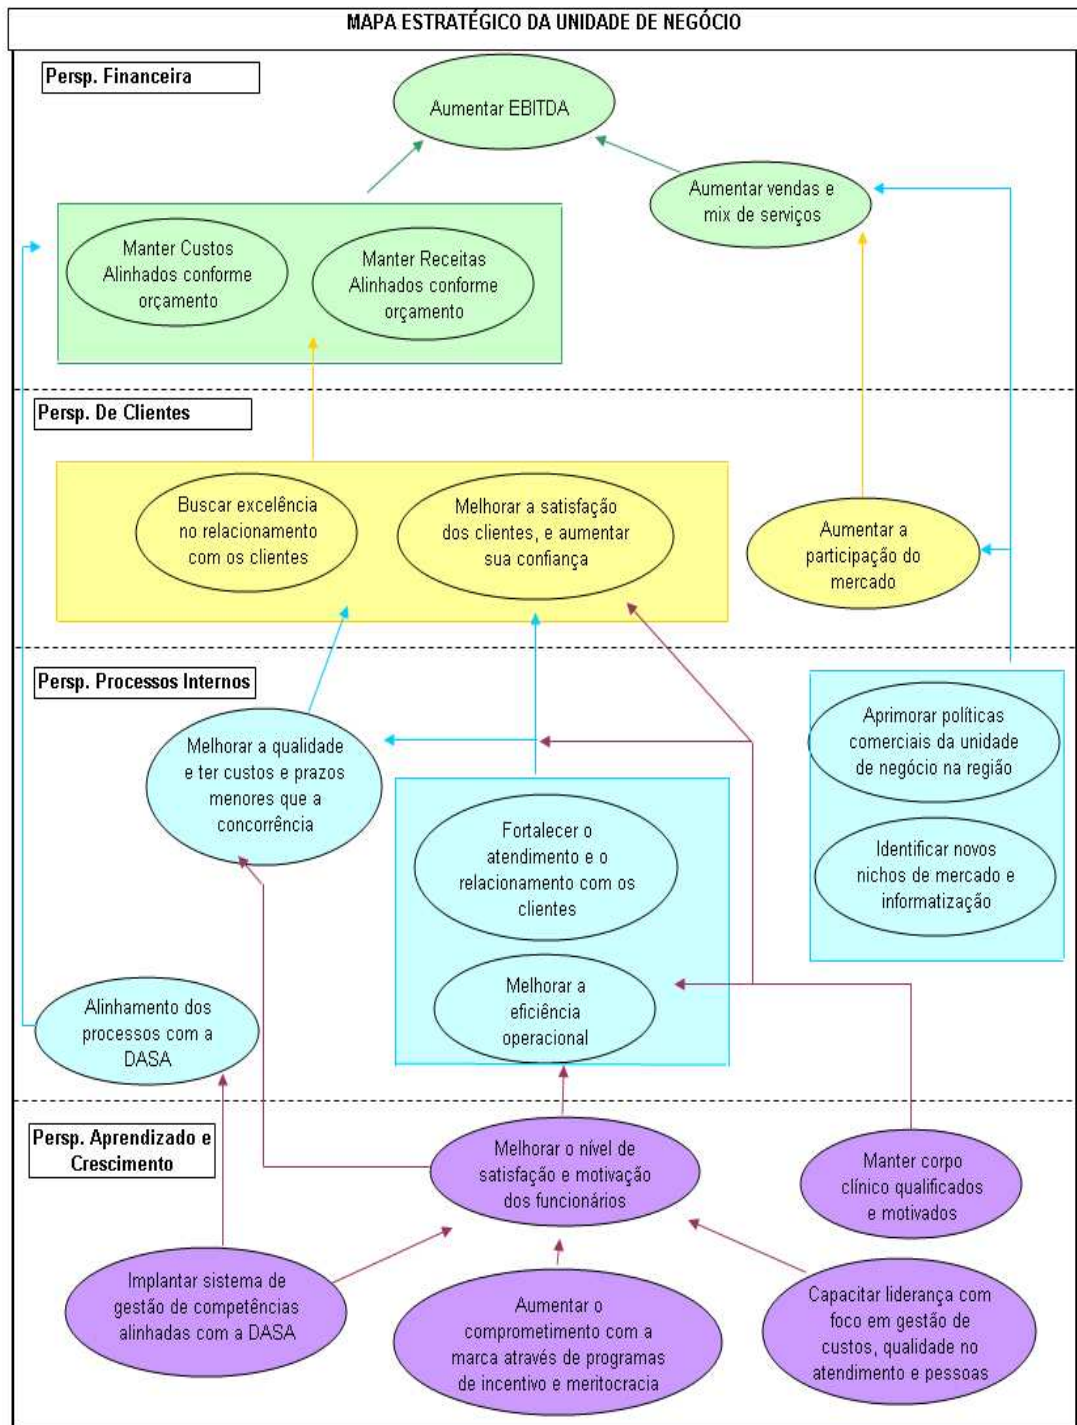 MAPA ESTRATÉGICO DA UNIDADE DE NEGÓCIO
Persp. Financeira
Aumentar EBITDA
Aumentar vendas e
mix de serviços
Manter Custos
Alinhados conforme
orçamento
Manter Receitas
Alinhados conforme
orçamento
Persp. De Clientes
Buscar excelência
no relacionamento
com os clientes
Melhorar a satisfação
dos clientes, e aumentar
sua confiança
Aumentar a
participação do
mercado
Persp. Processos Internos
Melhorar a qualidade
e ter custos e prazos
menores que a
concorrência
Aprimorar políticas
comerciais da unidade
de negócio na região
Fortalecer o
atendimento e o
relacionamento com os
clientes
Identificar novos
nichos de mercado e
informatização
Melhorar a
eficiência
operacional
Alinhamento dos
processos com a
DASA
Persp. Aprendizado e
Crescimento
Melhorar o nível de
satisfação e motivação
dos funcionários
Manter corpo
clínico qualificados
e motivados
Implantar sistema de
gestão de competências
alinhadas com a DASA
Aumentar o
comprometimento com a
marca através de programas
de incentivo e meritocracia
Capacitar liderança com
foco em gestão de
custos, qualidade no
atendimento e pessoas